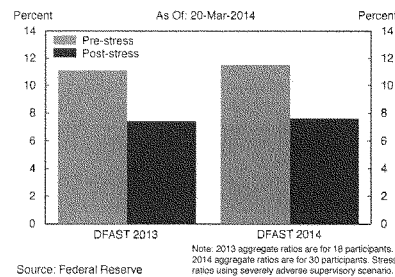 Percent As Of: 20-Mar-2014 Percent
14 14
Pre-stress
12 12
Post-stress
10 10
8 8
6 6
4 4
2 2
0 0
DFAST 2013 DFAST 2014
Note: 2013 aggregate ratios are for 18 participants.
2014 aggregate ratios are for 30 participants. Stress
Source: Federal Reserve ratios using severely adverse supervisory scenario.